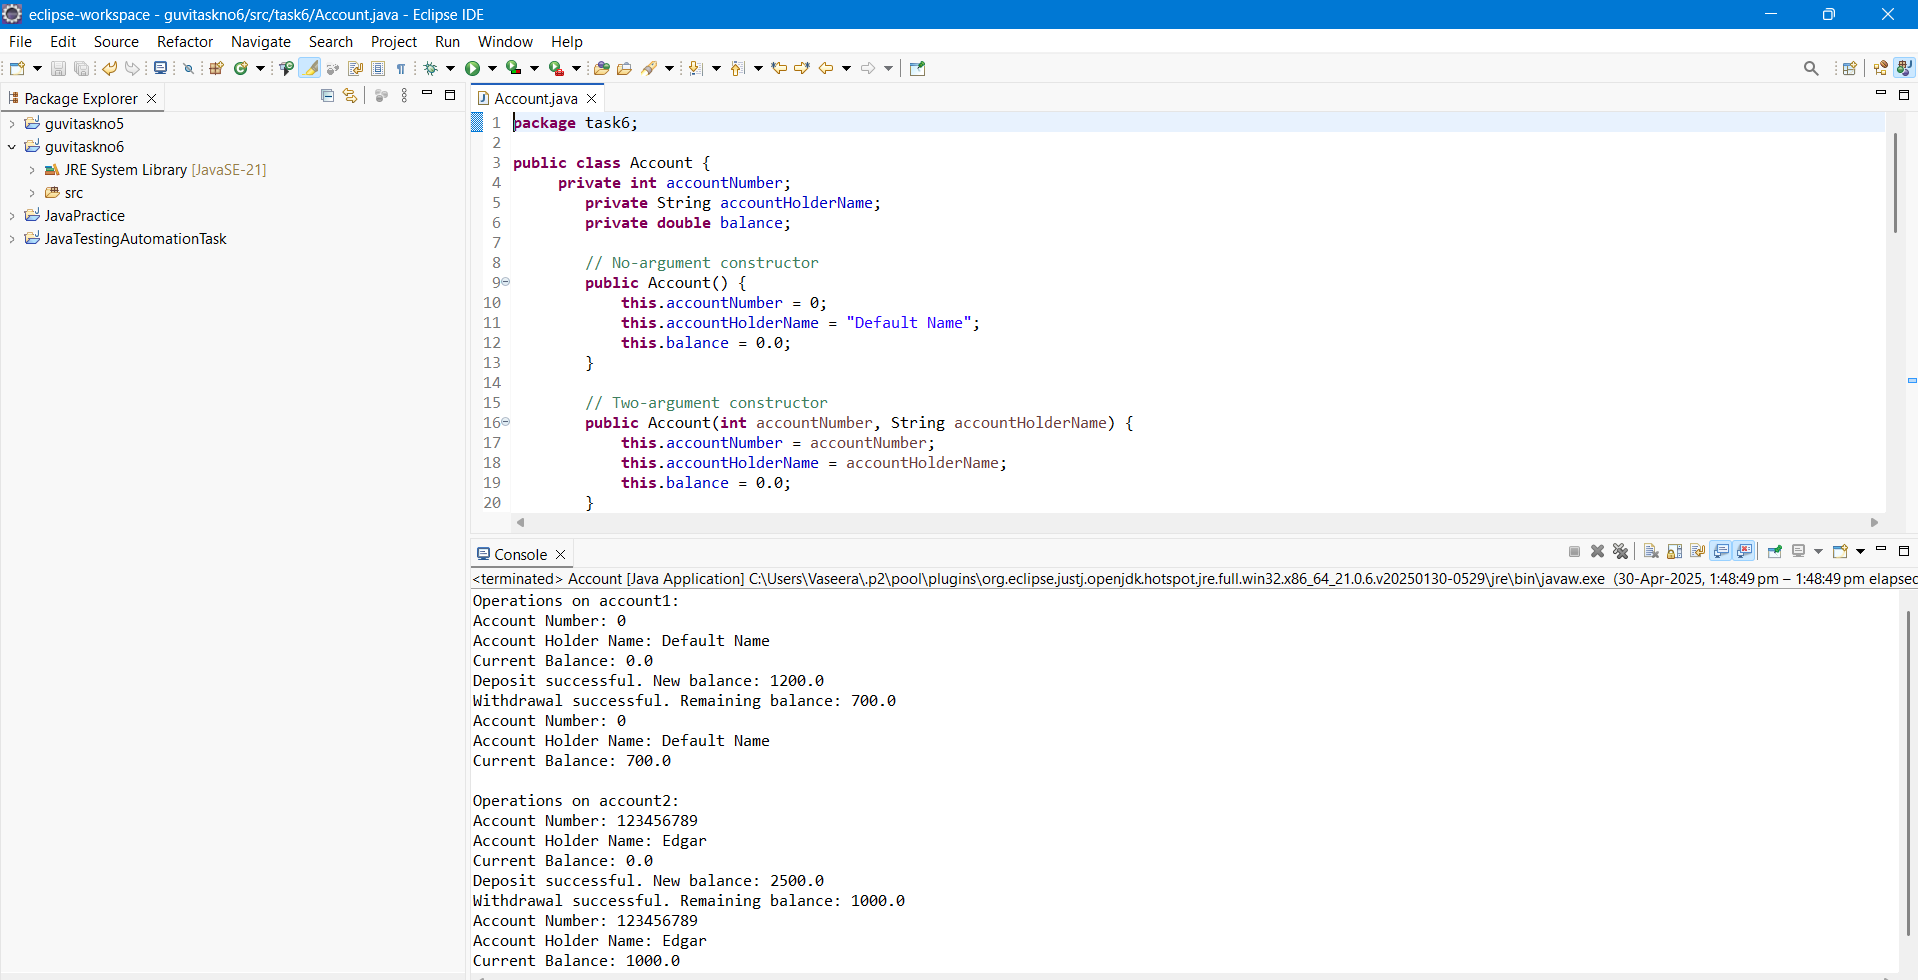 eclipse-workspace - guvitaskno6/src/task6/Account.java - Eclipse IDE
File Edit Source Refactor Navigate Search Project Run Window Help
Package Explorer
guvitaskno5
guvitaskno6
JRE System Library [JavaSE-21]
src
JavaPractice
JavaTestingAutomationTask
Account.java
1 package task6;
2
3 public class Account {
4 private int accountNumber;
5 private String accountHolderName;
6 private double balance;
7
8 // No-argument constructor
9 public Account() {
10 this.accountNumber = 0;
11 this.accountHolderName = "Default Name";
12 this.balance = 0.0;
13 }
14
15 // Two-argument constructor
16 public Account(int accountNumber, String accountHolderName) {
17 this.accountNumber = accountNumber;
18 this.accountHolderName = accountHolderName;
19 this.balance = 0.0;
20 }
Console
<terminated> Account [Java Application] C:\Users\Vaseera\.p2\pool\plugins\org.eclipse.justj.openjdk.hotspot.jre.full.win32.x86_64_21.0.6.v20250130-0529\jre\bin\javaw.exe (30-Apr-2025, 1:48:49 pm – 1:48:49 pm elapsed
Operations on account1:
Account Number: 0
Account Holder Name: Default Name
Current Balance: 0.0
Deposit successful. New balance: 1200.0
Withdrawal successful. Remaining balance: 700.0
Account Number: 0
Account Holder Name: Default Name
Current Balance: 700.0
Operations on account2:
Account Number: 123456789
Account Holder Name: Edgar
Current Balance: 0.0
Deposit successful. New balance: 2500.0
Withdrawal successful. Remaining balance: 1000.0
Account Number: 123456789
Account Holder Name: Edgar
Current Balance: 1000.0